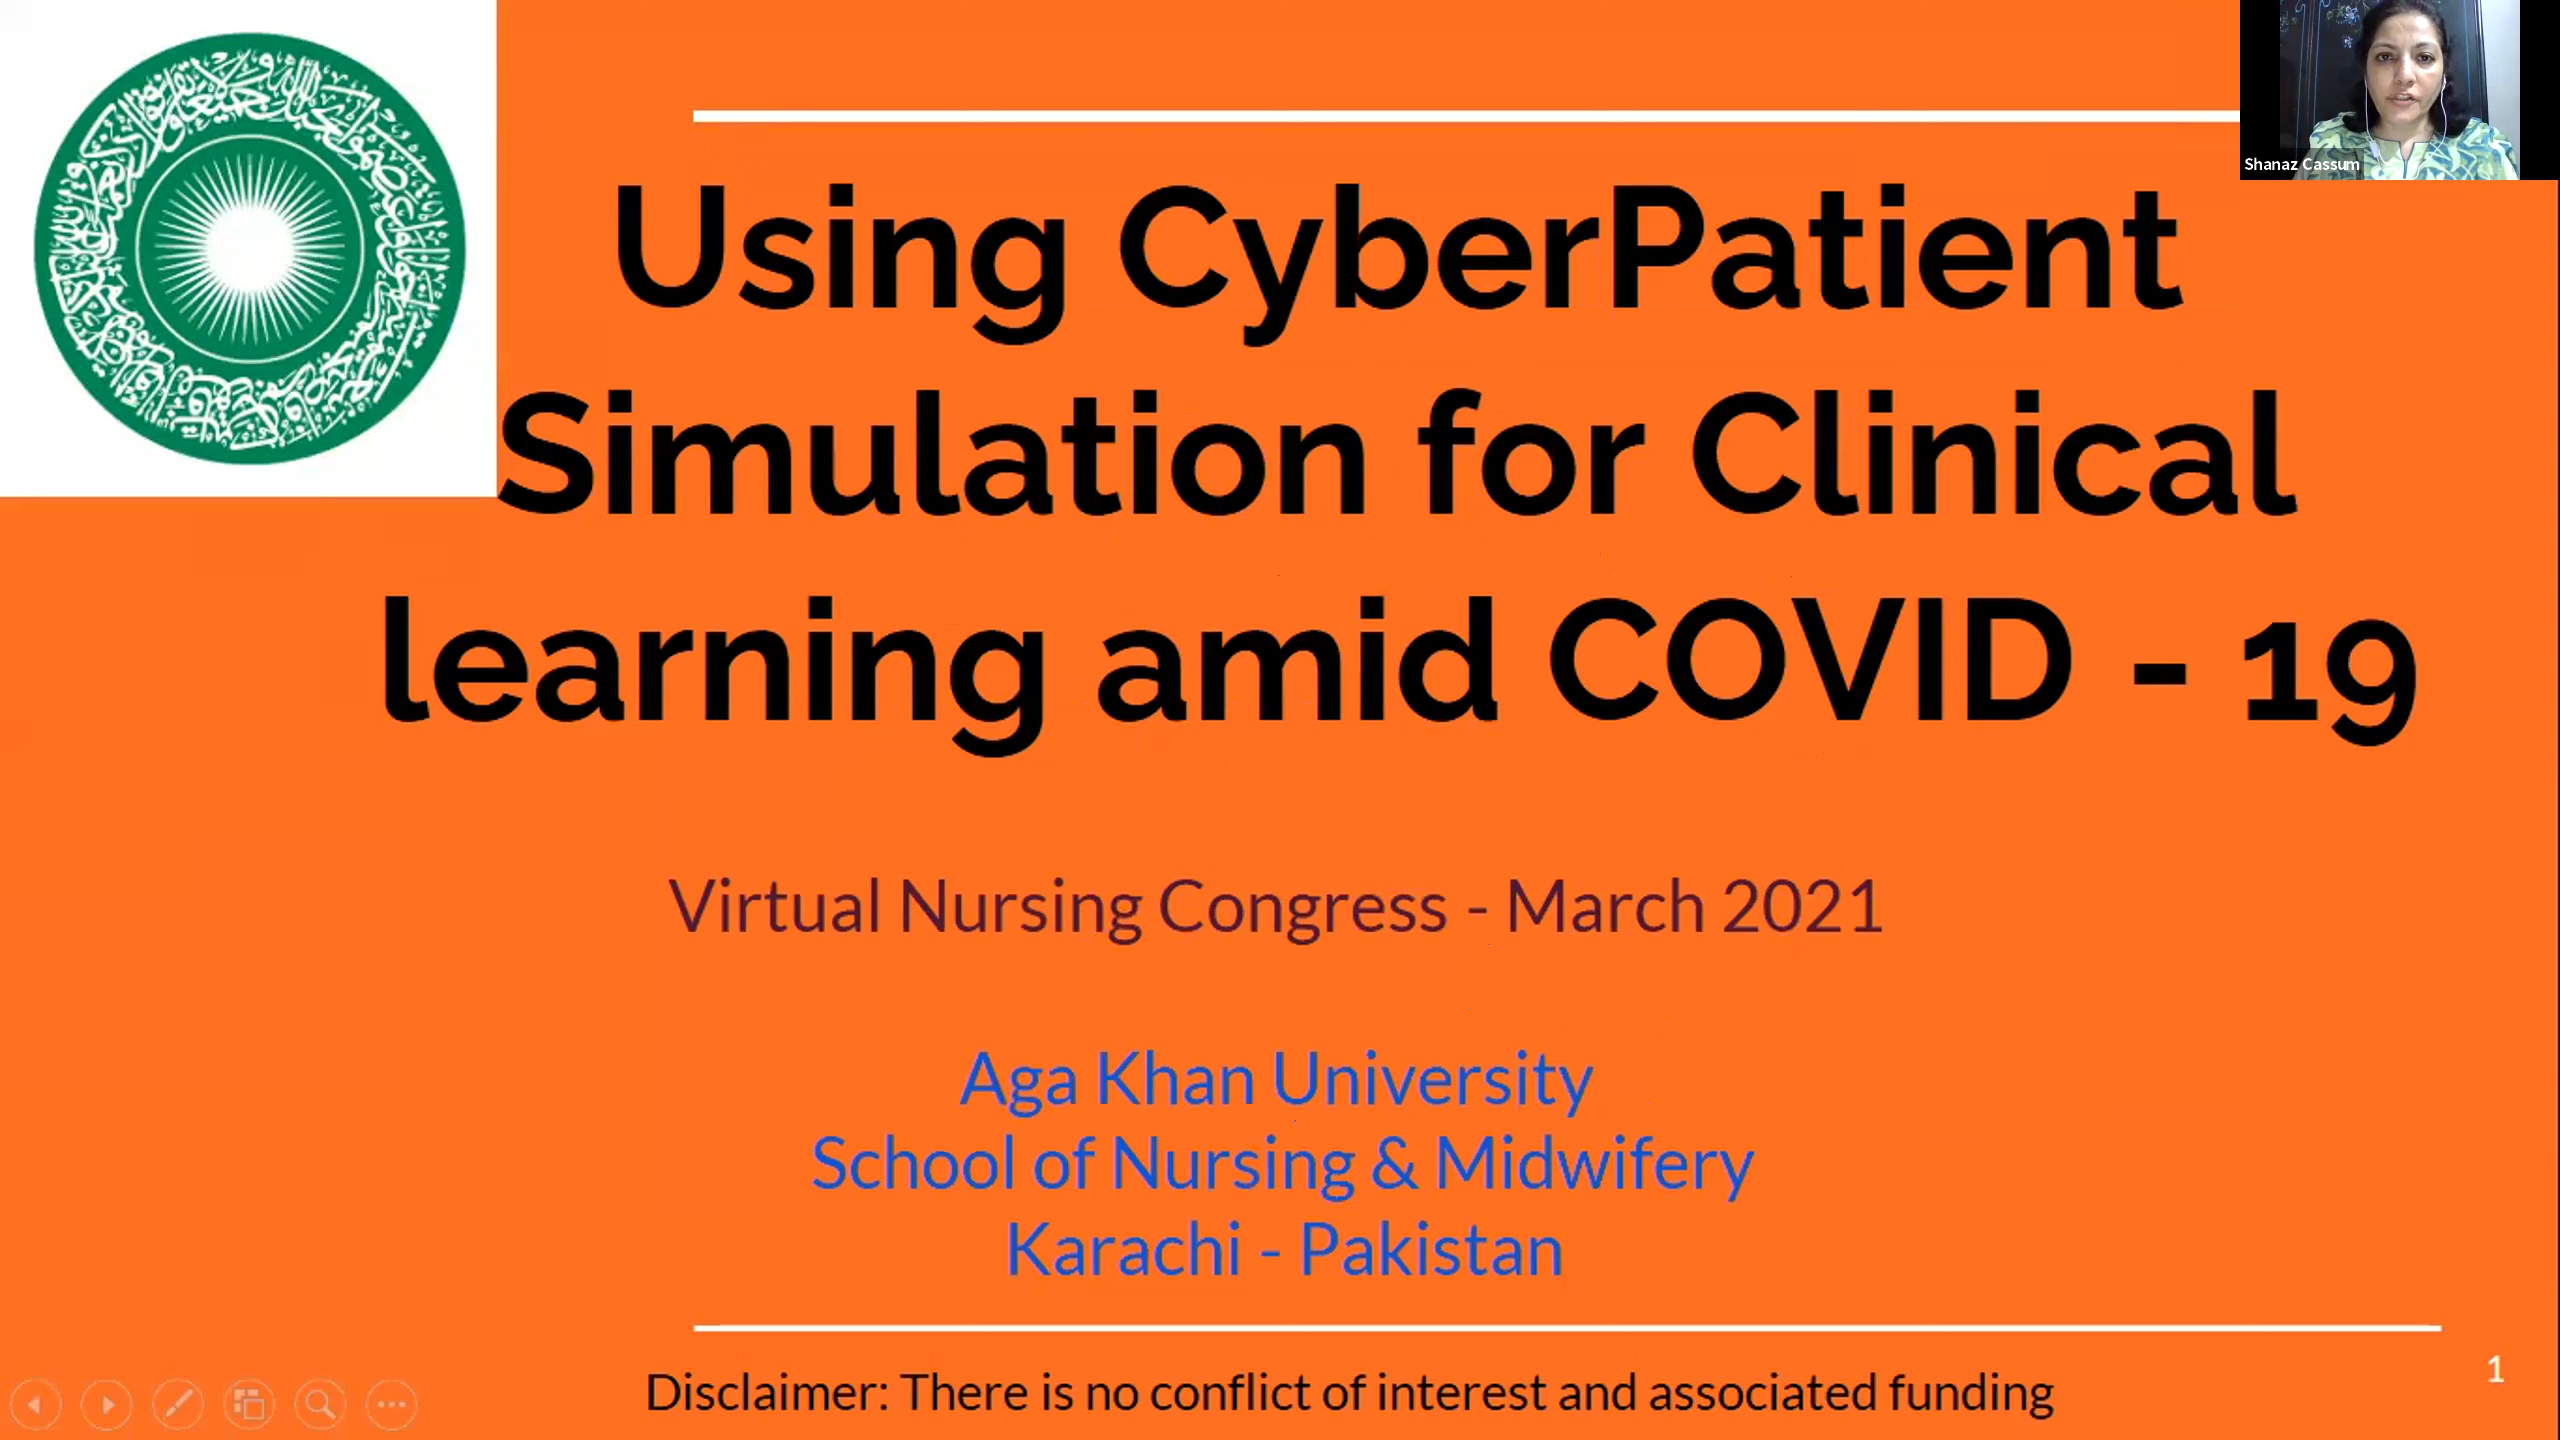 Shanaz Cassum
Using CyberPatient
Simulation for Clinical
learning amid COVID - 19
Virtual Nursing Congress - March 2021
Aga Khan University
School of Nursing & Midwifery
Karachi - Pakistan
Disclaimer: There is no conflict of interest and associated funding
1